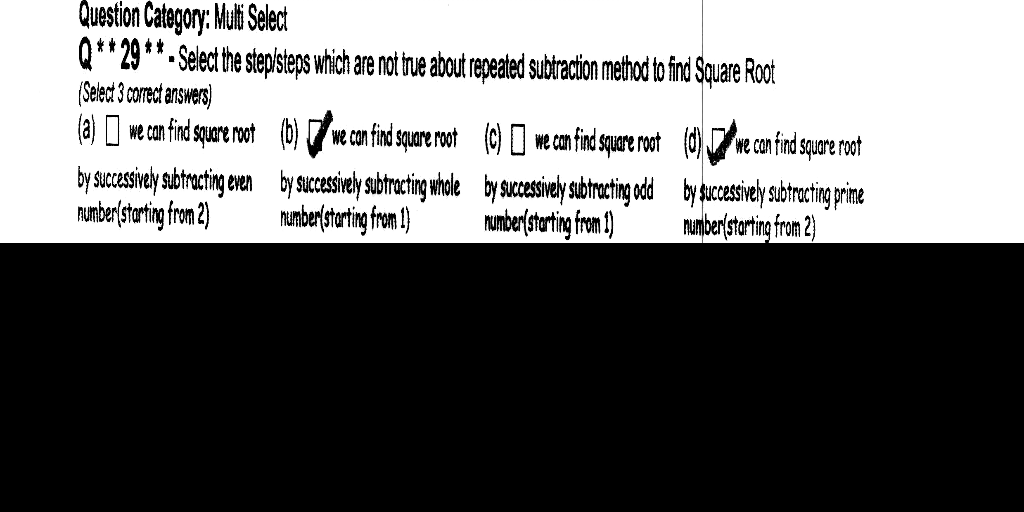 Question Category: Multi Select
Q * * 29 * * - Select the step/steps which are not true about repeated subtraction method to find Square Root
(Select 3 correct answers)
(a) we can find square root
by successively subtracting even
number(starting from 2)
(b) we can find square root
by successively subtracting whole
number(starting from 1)
(c) we can find square root
by successively subtracting odd
number(starting from 1)
(d) we can find square root
by successively subtracting prime
number(starting from 2)